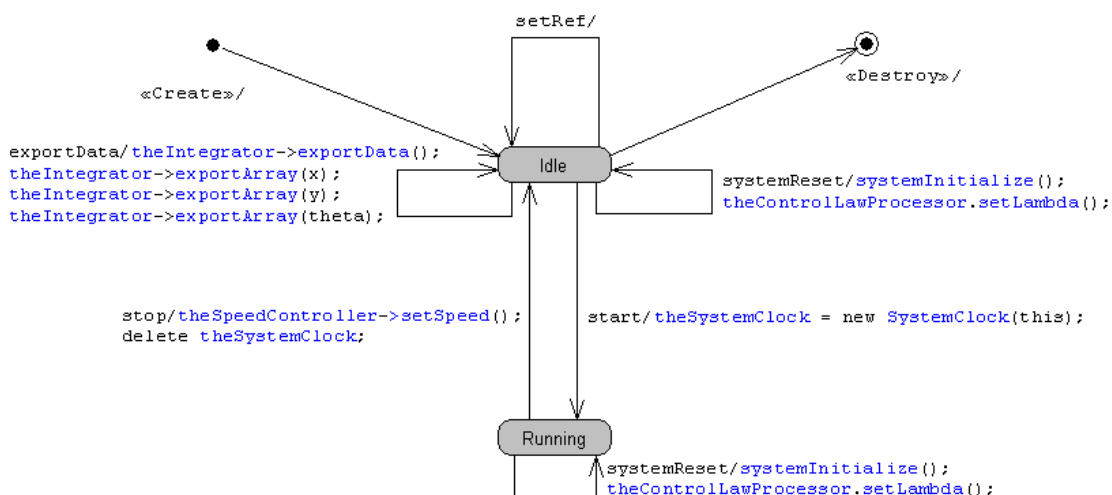 setRef/
«Create»/
«Destroy»/
exportData/theIntegrator->exportData();
theIntegrator->exportArray(x);
theIntegrator->exportArray(y);
theIntegrator->exportArray(theta);
Idle
systemReset/systemInitialize();
theControlLawProcessor.setLambda();
stop/theSpeedController->setSpeed();
delete theSystemClock;
start/theSystemClock = new SystemClock(this);
Running
systemReset/systemInitialize();
theControlLawProcessor.setLambda();